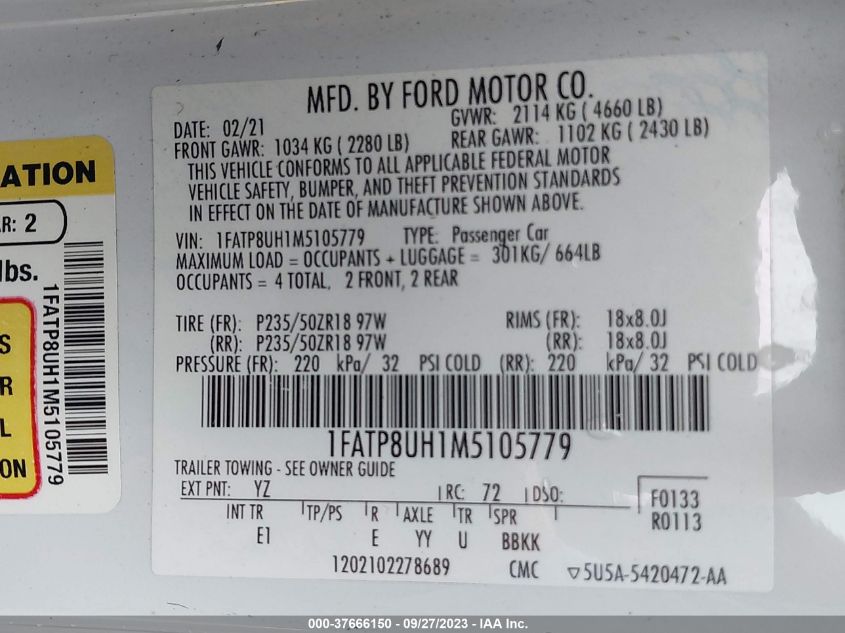 ATION
R: 2
lbs.
S
R
L
ON
1FATP8UH1M5105779
MFD. BY FORD MOTOR CO.
DATE: 02/21 GVWR: 2114 KG ( 4660 LB)
FRONT GAWR: 1034 KG ( 2280 LB) REAR GAWR: 1102 KG ( 2430 LB)
THIS VEHICLE CONFORMS TO ALL APPLICABLE FEDERAL MOTOR
VEHICLE SAFETY, BUMPER, AND THEFT PREVENTION STANDARDS
IN EFFECT ON THE DATE OF MANUFACTURE SHOWN ABOVE.
VIN: 1FATP8UH1M5105779 TYPE: Passenger Car
MAXIMUM LOAD = OCCUPANTS + LUGGAGE = 301KG/ 664LB
OCCUPANTS = 4 TOTAL, 2 FRONT, 2 REAR
TIRE (FR): P235/50ZR18 97W RIMS (FR): 18x8.0J
(RR): P235/50ZR18 97W (RR): 18x8.0J
PRESSURE (FR): 220 kPa/ 32 PSI COLD (RR): 220 kPa/ 32 PSI COLD
1FATP8UH1M5105779
TRAILER TOWING - SEE OWNER GUIDE
EXT PNT: YZ RC: 72 DSO: F0133
INT TR TP/PS R AXLE TR SPR R0113
E1 E YY U BBKK
1202102278689 CMC ▽5U5A-5420472-AA
000-37666150 - 09/27/2023 - IAA Inc.